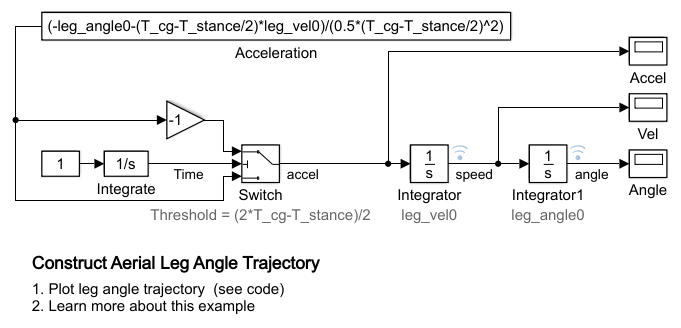 (-leg_angle0-(T_cg-T_stance/2)*leg_vel0)/(0.5*(T_cg-T_stance/2)^2)
Acceleration
Accel
-1
Vel
1
1/s
Time
Integrate
Switch
accel
1
s
speed
Integrator
1
s
angle
Integrator1
Angle
Threshold = (2*T_cg-T_stance)/2
leg_vel0
leg_angle0
Construct Aerial Leg Angle Trajectory
1. Plot leg angle trajectory (see code)
2. Learn more about this example